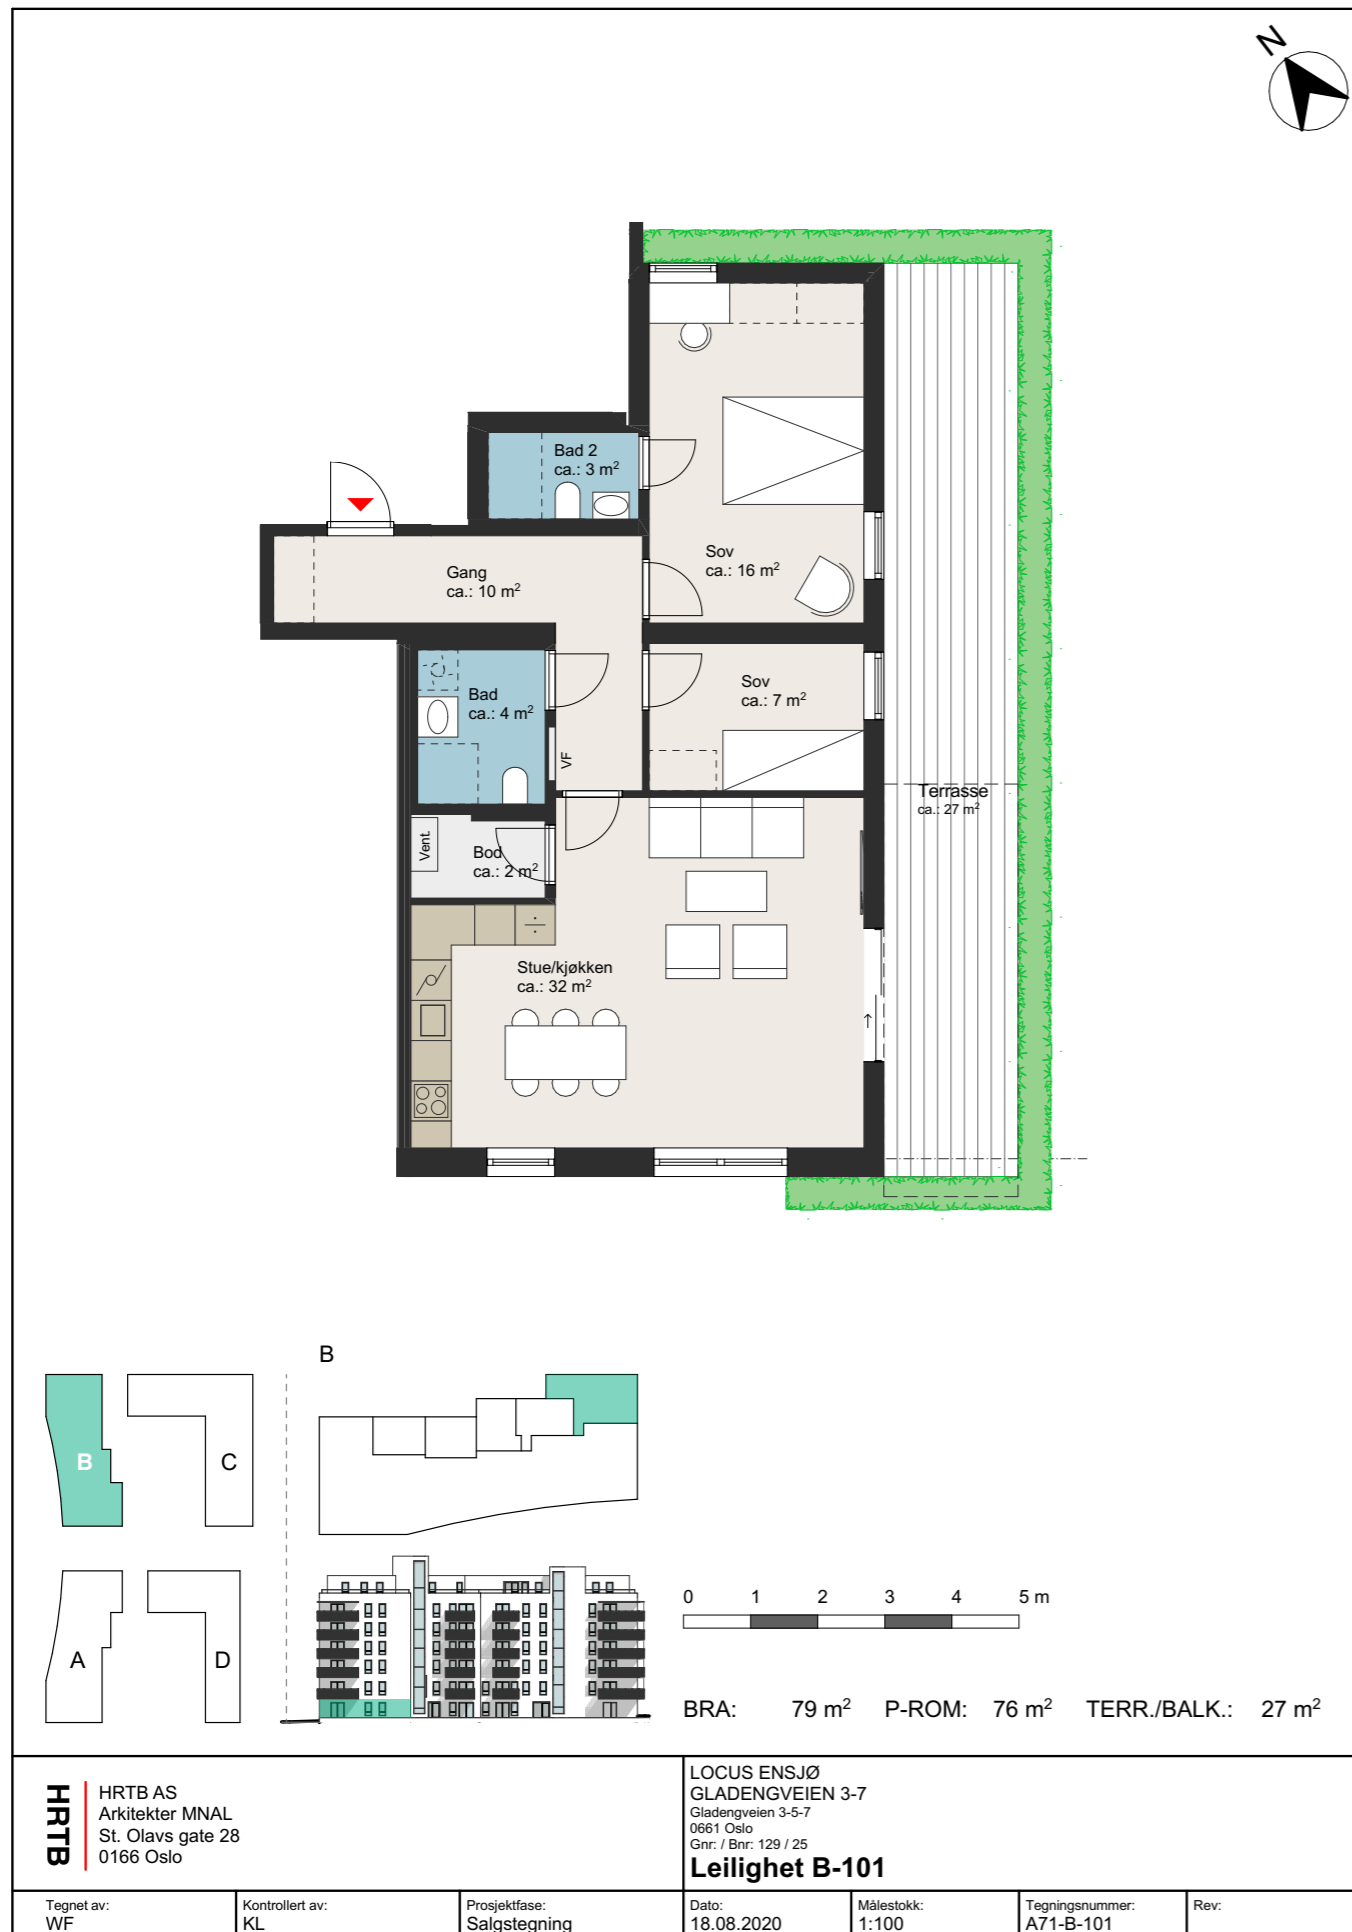 N
Bad 2
ca.: 3 m²
Gang
ca.: 10 m²
Sov
ca.: 16 m²
Bad
ca.: 4 m²
Sov
ca.: 7 m²
VF
Terrasse
ca.: 27 m²
Vent.
Bod
ca.: 2 m²
Stue/kjøkken
ca.: 32 m²
B
B
C
A
D
0 1 2 3 4 5 m
BRA: 79 m² P-ROM: 76 m² TERR./BALK.: 27 m²
HRTB
HRTB AS
Arkitekter MNAL
St. Olavs gate 28
0166 Oslo
LOCUS ENSJØ
GLADENGVEIEN 3-7
Gladengveien 3-5-7
0661 Oslo
Gnr: / Bnr: 129 / 25
Leilighet B-101
Tegnet av:
WF
Kontrollert av:
KL
Prosjektfase:
Salgstegning
Dato:
18.08.2020
Målestokk:
1:100
Tegningsnummer:
A71-B-101
Rev: